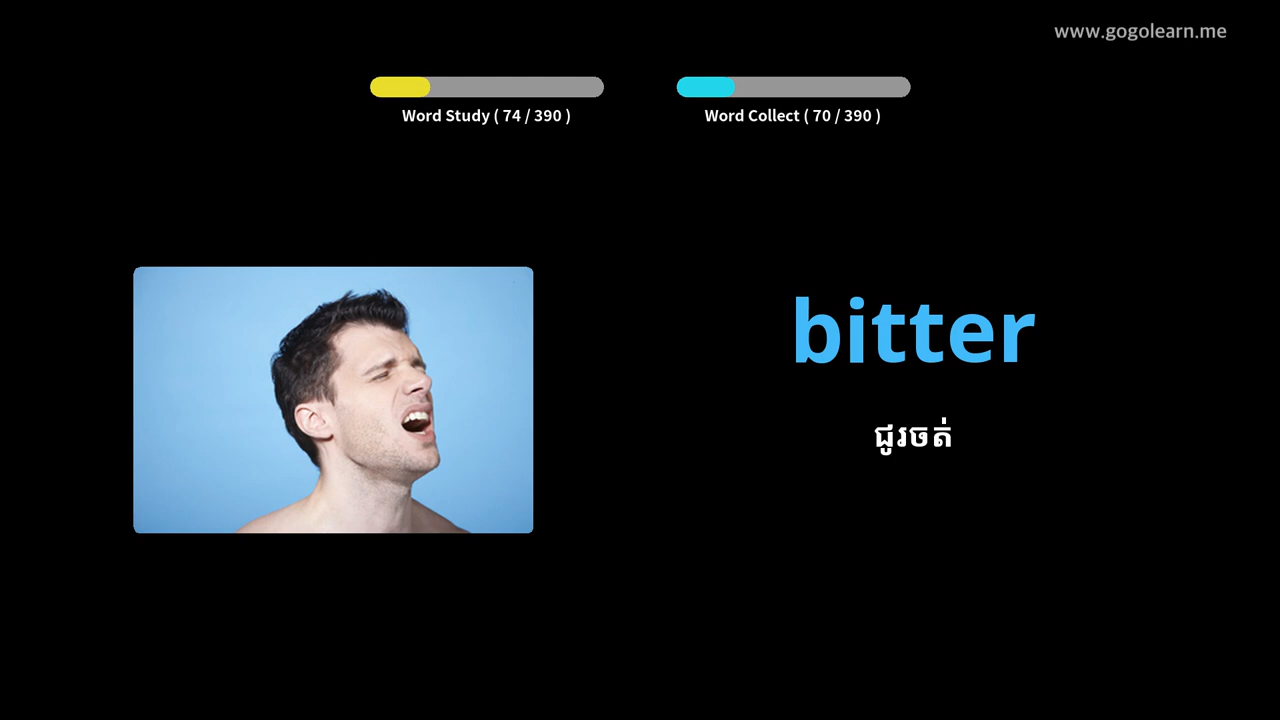 www.gogolearn.me
Word Study ( 74 / 390 )
Word Collect ( 70 / 390 )
bitter
ជូរចត់